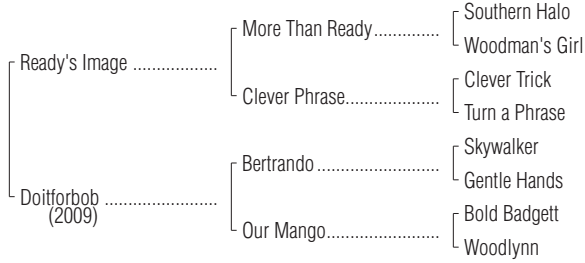 Southern Halo
More Than Ready..............
Woodman's Girl
Ready's Image ..................
Clever Trick
Clever Phrase....................
Turn a Phrase
Skywalker
Bertrando ..........................
Gentle Hands
Doitforbob ........................
(2009)
Bold Badgett
Our Mango........................
Woodlynn